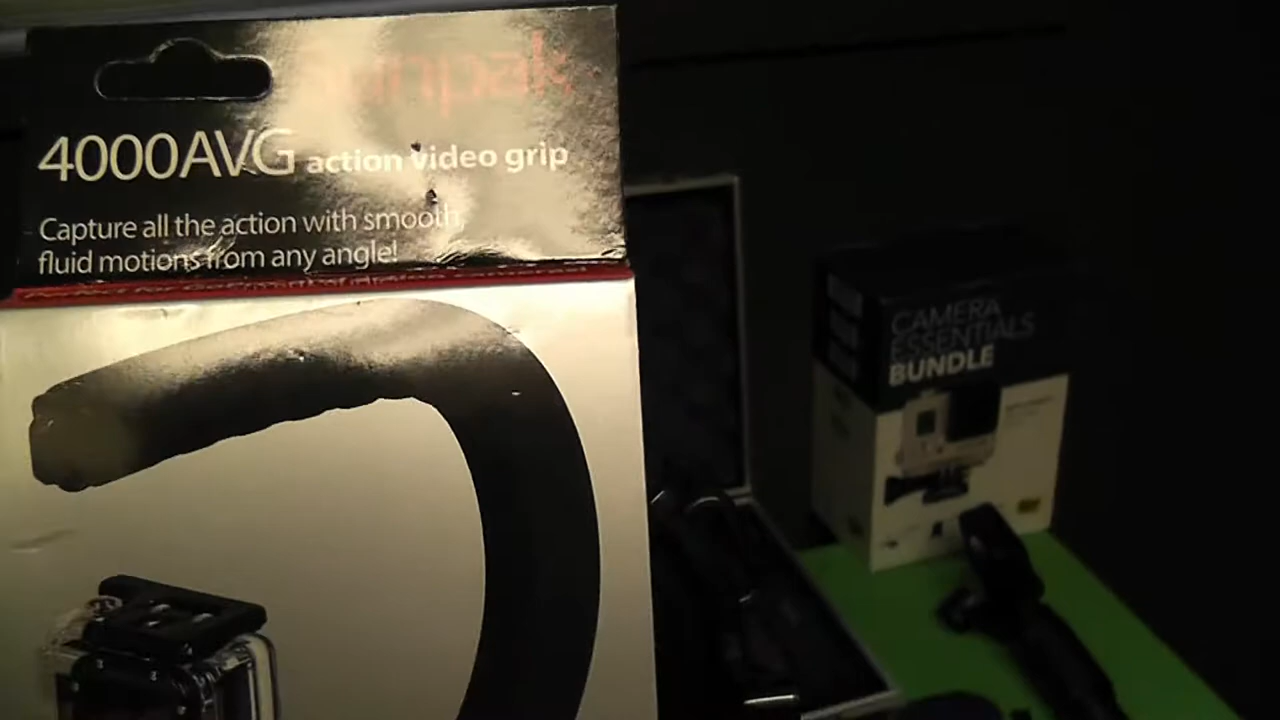 4000AVG action video grip
Capture all the action with smooth,
fluid motions from any angle!
CAMERA
ESSENTIALS
BUNDLE